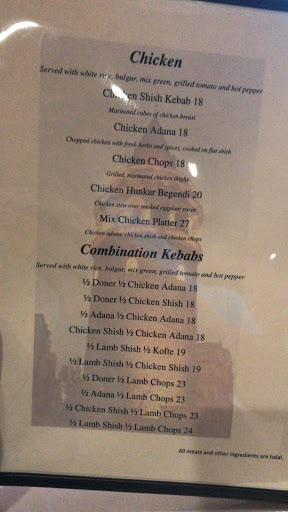 Chicken
Served with white rice, bulgur, mix green, grilled tomato and hot pepper
Chicken Shish Kebab 18
Marinated cubes of chicken breast
Chicken Adana 18
Chopped chicken with fresh herbs and spices, cooked on flat shish
Chicken Chops 18
Grilled, marinated chicken thighs
Chicken Hunkar Begendi 20
Chicken stew over smoked eggplant puree
Mix Chicken Platter 27
Chicken adana, chicken shish and chicken chops
Combination Kebabs
Served with white rice, bulgur, mix green, grilled tomato and hot pepper
½ Doner ½ Chicken Adana 18
½ Doner ½ Chicken Shish 18
½ Adana ½ Chicken Adana 18
Chicken Shish ½ Chicken Adana 18
½ Lamb Shish ½ Kofte 19
½ Lamb Shish ½ Chicken Shish 19
½ Doner ½ Lamb Chops 23
½ Adana ½ Lamb Chops 23
½ Chicken Shish ½ Lamb Chops 23
½ Lamb Shish ½ Lamb Chops 24
All meats and other ingredients are halal.